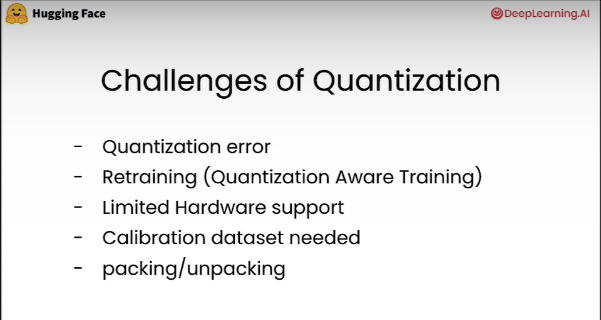 Hugging Face
DeepLearning.AI
Challenges of Quantization
- Quantization error
- Retraining (Quantization Aware Training)
- Limited Hardware support
- Calibration dataset needed
- packing/unpacking